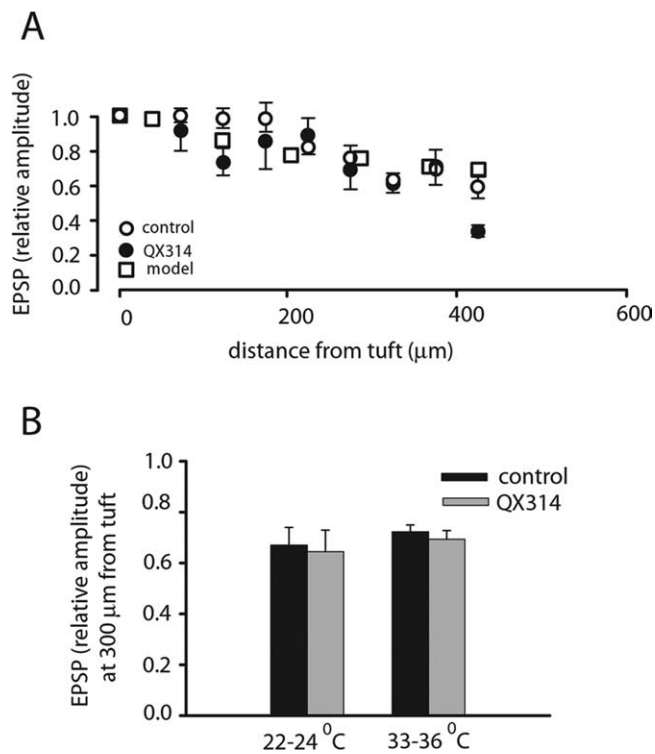 A
EPSP (relative amplitude)
1.0
0.8
0.6
0.4
0.2
0.0
control
QX314
model
0
200
400
600
distance from tuft (μm)
B
EPSP (relative amplitude)
at 300 μm from tuft
1.0
0.8
0.6
0.4
0.2
0.0
control
QX314
22-24 ⁰C
33-36 ⁰C